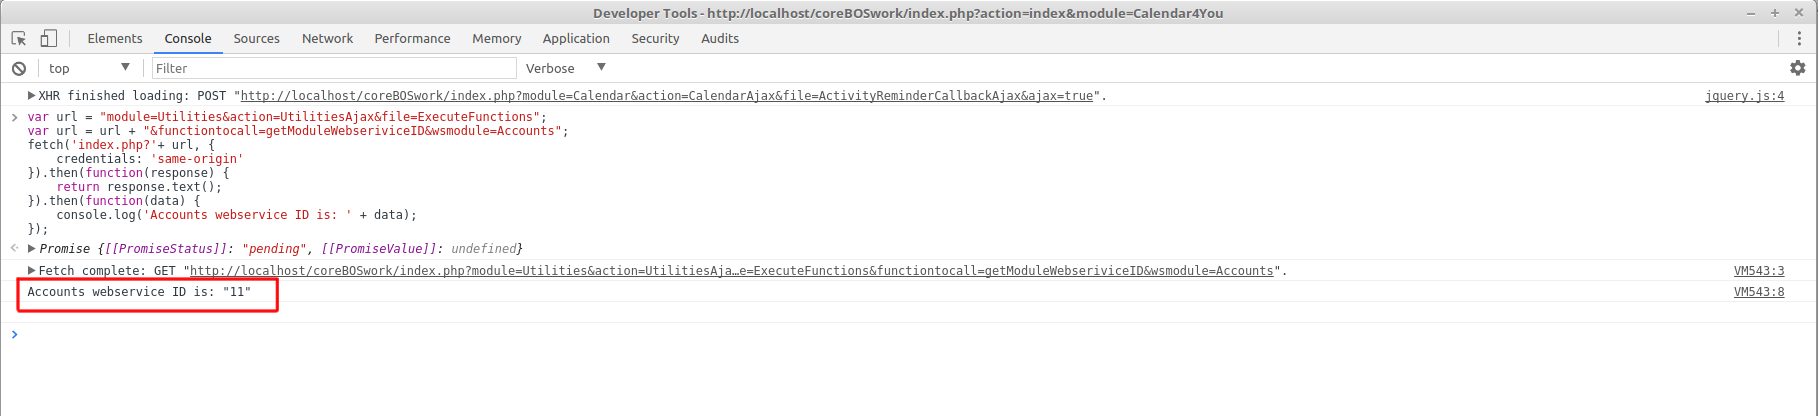 Developer Tools - http://localhost/coreBOSwork/index.php?action=index&module=Calendar4You
Elements Console Sources Network Performance Memory Application Security Audits
top Filter Verbose
XHR finished loading: POST "http://localhost/coreBOSwork/index.php?module=Calendar&action=CalendarAjax&file=ActivityReminderCallbackAjax&ajax=true". jquery.js:4
var url = "module=Utilities&action=UtilitiesAjax&file=ExecuteFunctions";
var url = url + "&functiontocall=getModuleWebseriviceID&wsmodule=Accounts";
fetch('index.php?'+ url, {
    credentials: 'same-origin'
}).then(function(response) {
    return response.text();
}).then(function(data) {
    console.log('Accounts webservice ID is: ' + data);
});
Promise {[[PromiseStatus]]: "pending", [[PromiseValue]]: undefined}
Fetch complete: GET "http://localhost/coreBOSwork/index.php?module=Utilities&action=UtilitiesAja…e=ExecuteFunctions&functiontocall=getModuleWebseriviceID&wsmodule=Accounts". VM543:3
Accounts webservice ID is: "11" VM543:8